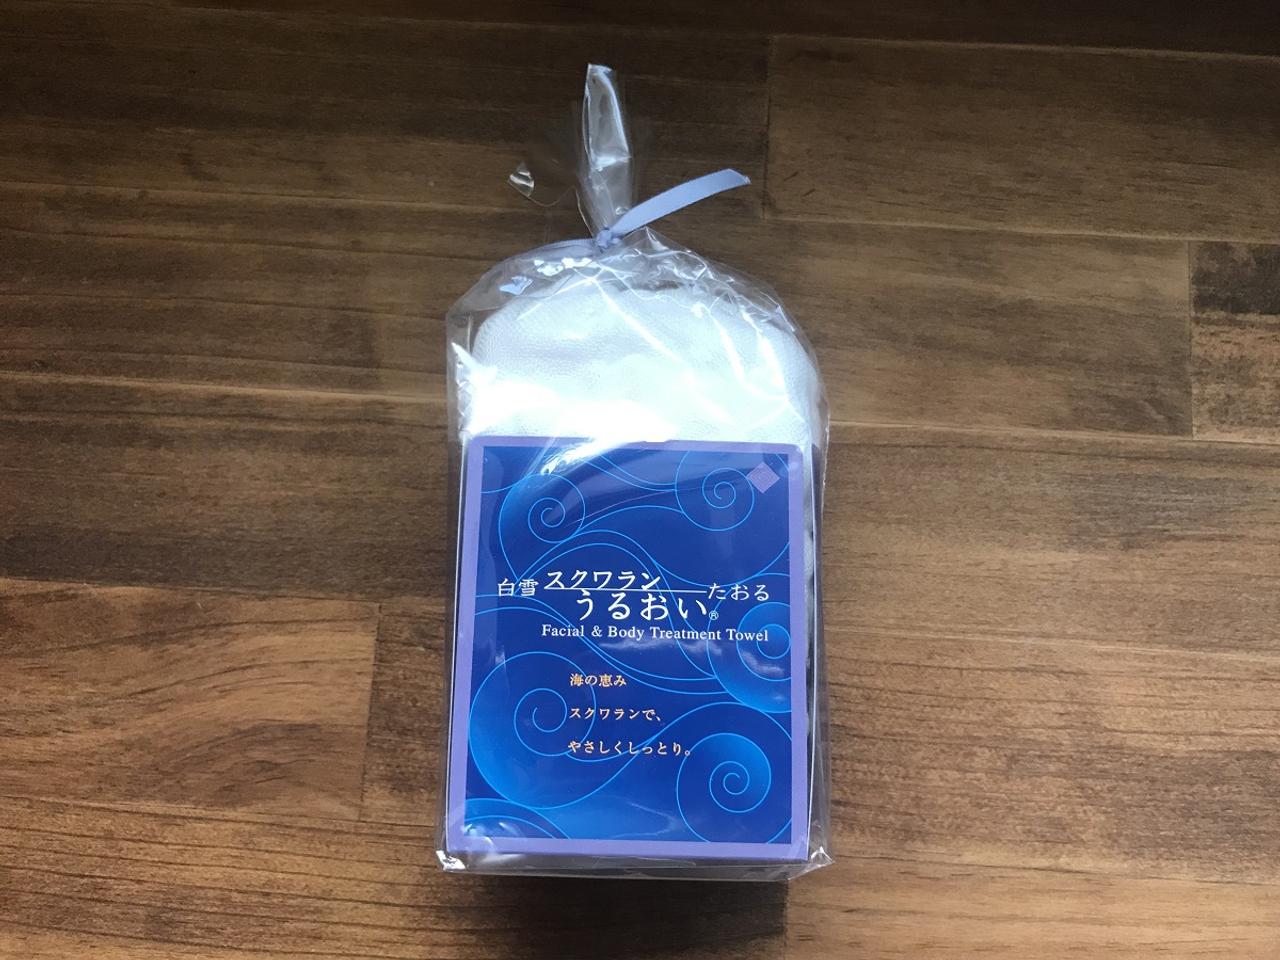 白雪 スクワラン たおる
うるおい®
Facial & Body Treatment Towel
海の恵み
スクワランで、
やさしくしっとり。